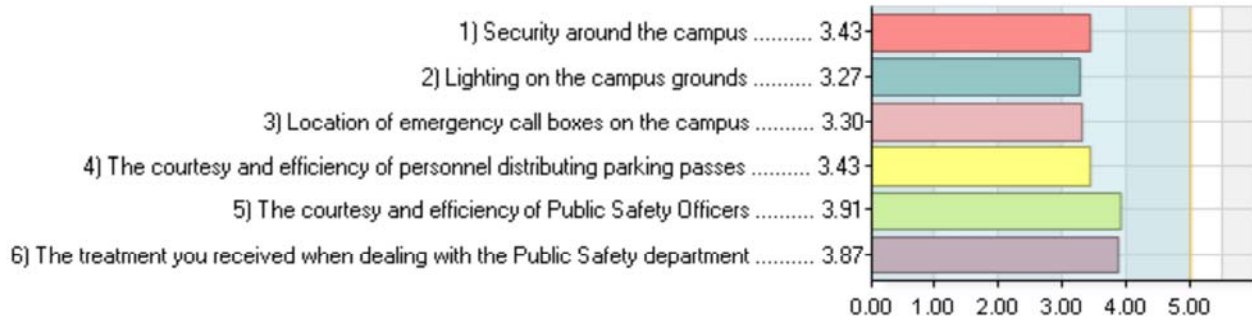 1) Security around the campus .......... 3.43
2) Lighting on the campus grounds .......... 3.27
3) Location of emergency call boxes on the campus .......... 3.30
4) The courtesy and efficiency of personnel distributing parking passes .......... 3.43
5) The courtesy and efficiency of Public Safety Officers .......... 3.91
6) The treatment you received when dealing with the Public Safety department .......... 3.87
0.00 1.00 2.00 3.00 4.00 5.00